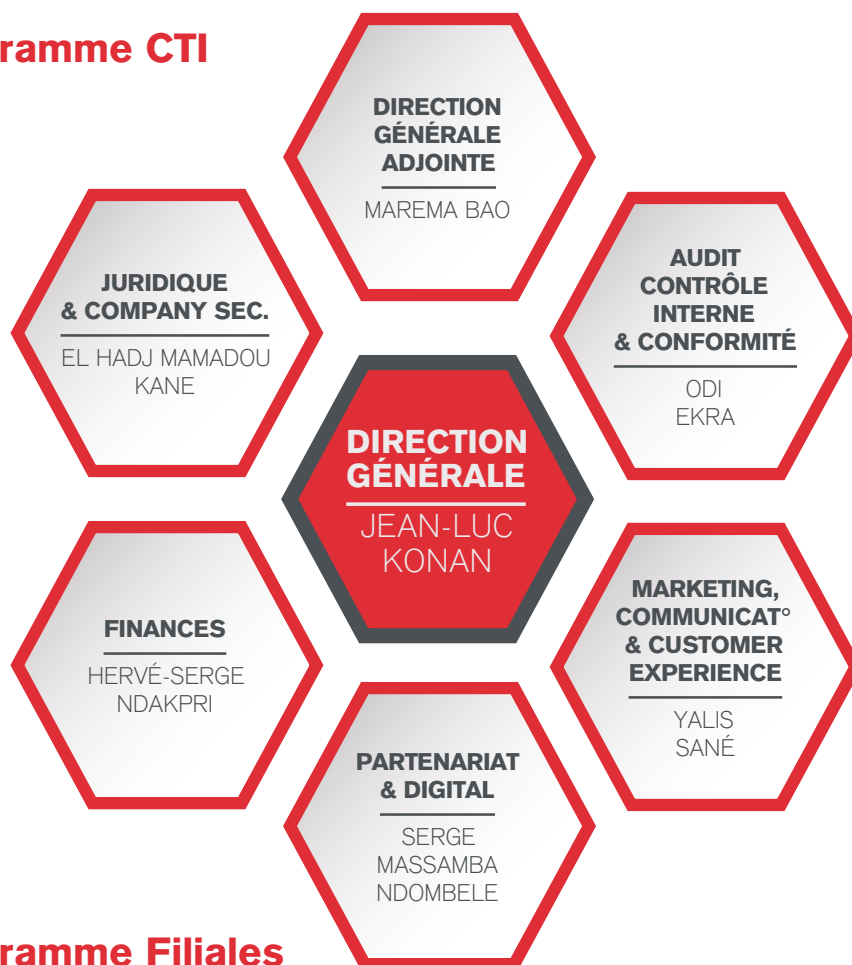 ramme CTI
DIRECTION
GÉNÉRALE
ADJOINTE
MAREMA BAO
JURIDIQUE
& COMPANY SEC.
EL HADJ MAMADOU
KANE
AUDIT
CONTRÔLE
INTERNE
& CONFORMITÉ
ODI
EKRA
DIRECTION
GÉNÉRALE
JEAN-LUC
KONAN
FINANCES
HERVÉ-SERGE
NDAKPRI
MARKETING,
COMMUNICAT°
& CUSTOMER
EXPERIENCE
YALIS
SANÉ
PARTENARIAT
& DIGITAL
SERGE
MASSAMBA
NDOMBELE
ramme Filiales